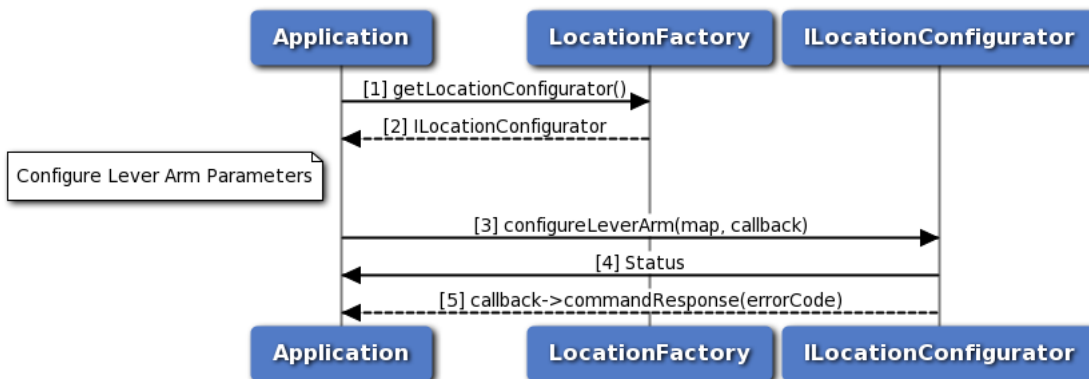 Application
LocationFactory
ILocationConfigurator
[1] getLocationConfigurator()
[2] ILocationConfigurator
Configure Lever Arm Parameters
[3] configureLeverArm(map, callback)
[4] Status
[5] callback->commandResponse(errorCode)
Application
LocationFactory
ILocationConfigurator